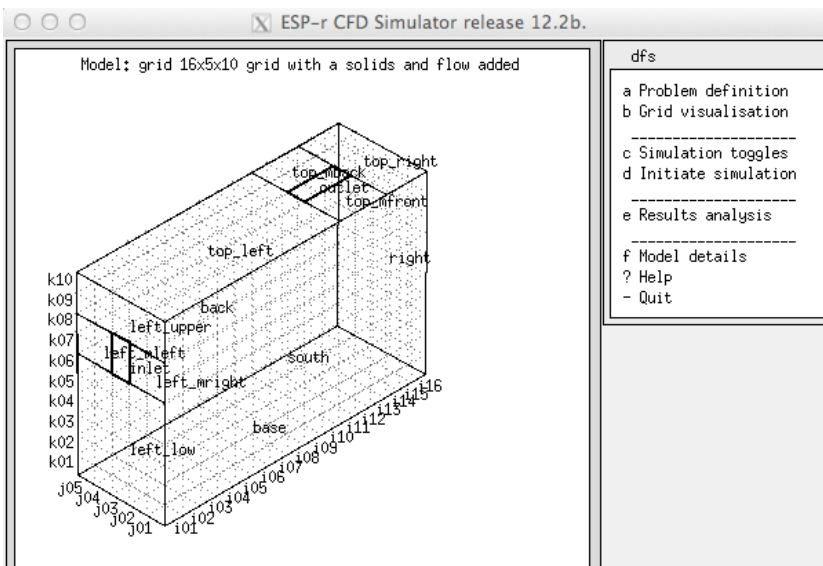 ESP-r CFD Simulator release 12.2b.
Model: grid 16x5x10 grid with a solids and flow added
dfs
a Problem definition
b Grid visualisation
c Simulation toggles
d Initiate simulation
e Results analysis
f Model details
? Help
- Quit
top_right
top_mback
outlet
top_mfront
top_left
right
back
left_upper
left_mleft
inlet
left_mright
south
base
left_low
k10
k09
k08
k07
k06
k05
k04
k03
k02
k01
j05
j04
j03
j02
j01
i01
i02
i03
i04
i05
i06
i07
i08
i09
i10
i11
i12
i13
i14
i15
i16